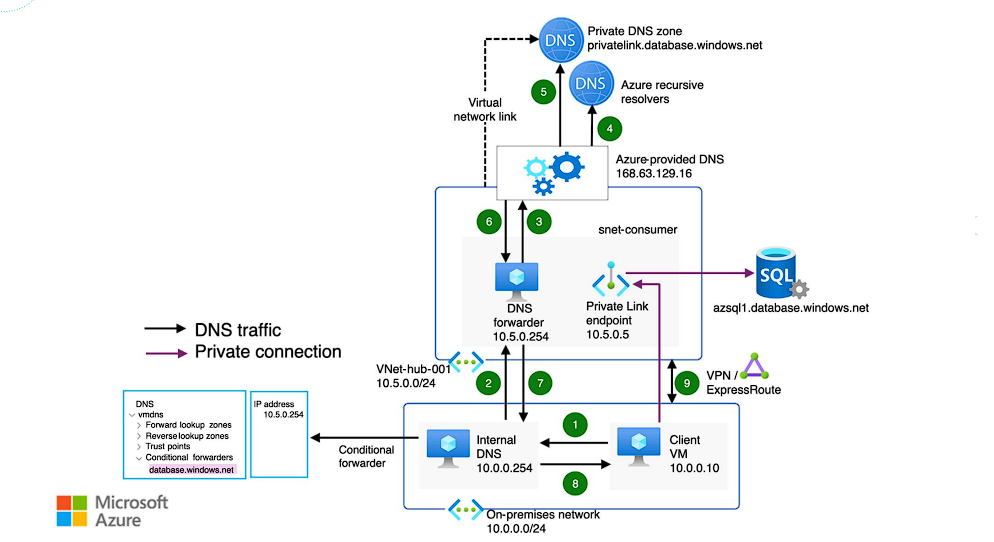 DNS
Private DNS zone
privatelink.database.windows.net
DNS
Azure recursive
resolvers
5
4
Virtual
network link
Azure-provided DNS
168.63.129.16
6
3
snet-consumer
SQL
azsql1.database.windows.net
DNS
forwarder
10.5.0.254
Private Link
endpoint
10.5.0.5
DNS traffic
Private connection
VNet-hub-001
10.5.0.0/24
2
7
9
VPN /
ExpressRoute
DNS
vmdns
Forward lookup zones
Reverse lookup zones
Trust points
Conditional forwarders
database.windows.net
IP address
10.5.0.254
Conditional
forwarder
Internal
DNS
10.0.0.254
1
8
Client
VM
10.0.0.10
On-premises network
10.0.0.0/24
Microsoft
Azure